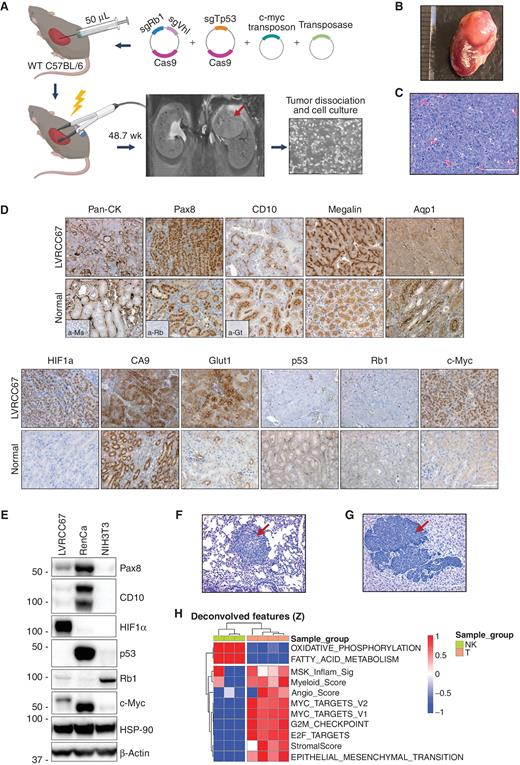 A
50 µL
WT C57BL/6
sgRb1
sgVhl
Cas9
+
sgTp53
Cas9
+
c-myc
transposon
+
Transposase
48.7 wk
Tumor dissociation
and cell culture
B
C
D
Pan-CK Pax8 CD10 Megalin Aqp1
LVRCC67
Normal
a-Ms a-Rb a-Gt
HIF1a CA9 Glut1 p53 Rb1 c-Myc
LVRCC67
Normal
E
LVRCC67 RenCa NIH3T3
50 - Pax8
100 - CD10
100 - HIF1α
50 - p53
100 - Rb1
50 - c-Myc
100 - HSP-90
37 - β-Actin
F
G
H
Deconvolved features (Z)
Sample_group
OXIDATIVE_PHOSPHORYLATION
FATTY_ACID_METABOLISM
MSK_Inflam_Sig
Myeloid_Score
Angio_Score
MYC_TARGETS_V2
MYC_TARGETS_V1
G2M_CHECKPOINT
E2F_TARGETS
StromalScore
EPITHELIAL_MESENCHYMAL_TRANSITION
Sample_group
NK
T
1
0.5
0
−0.5
−1